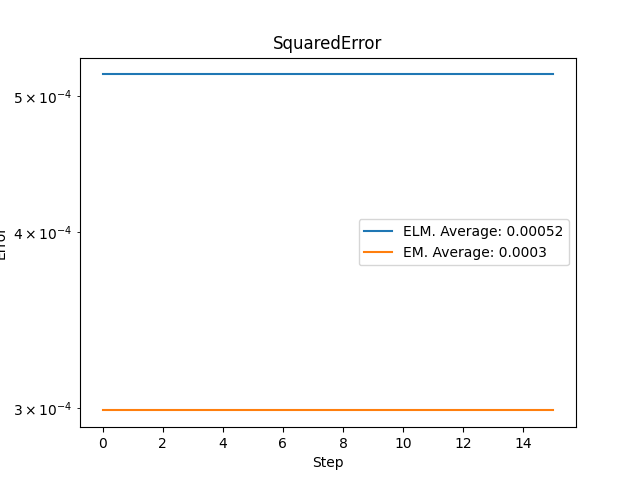 SquaredError
5 × 10⁻⁴
4 × 10⁻⁴
3 × 10⁻⁴
Error
ELM. Average: 0.00052
EM. Average: 0.0003
0 2 4 6 8 10 12 14
Step